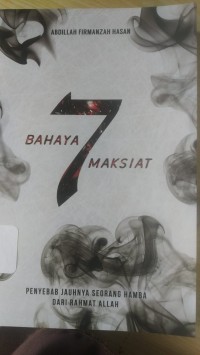 ABDILLAH FIRMANZAH HASAN
7
BAHAYA
MAKSIAT
PENYEBAB JAUHNYA SEORANG HAMBA
DARI RAHMAT ALLAH